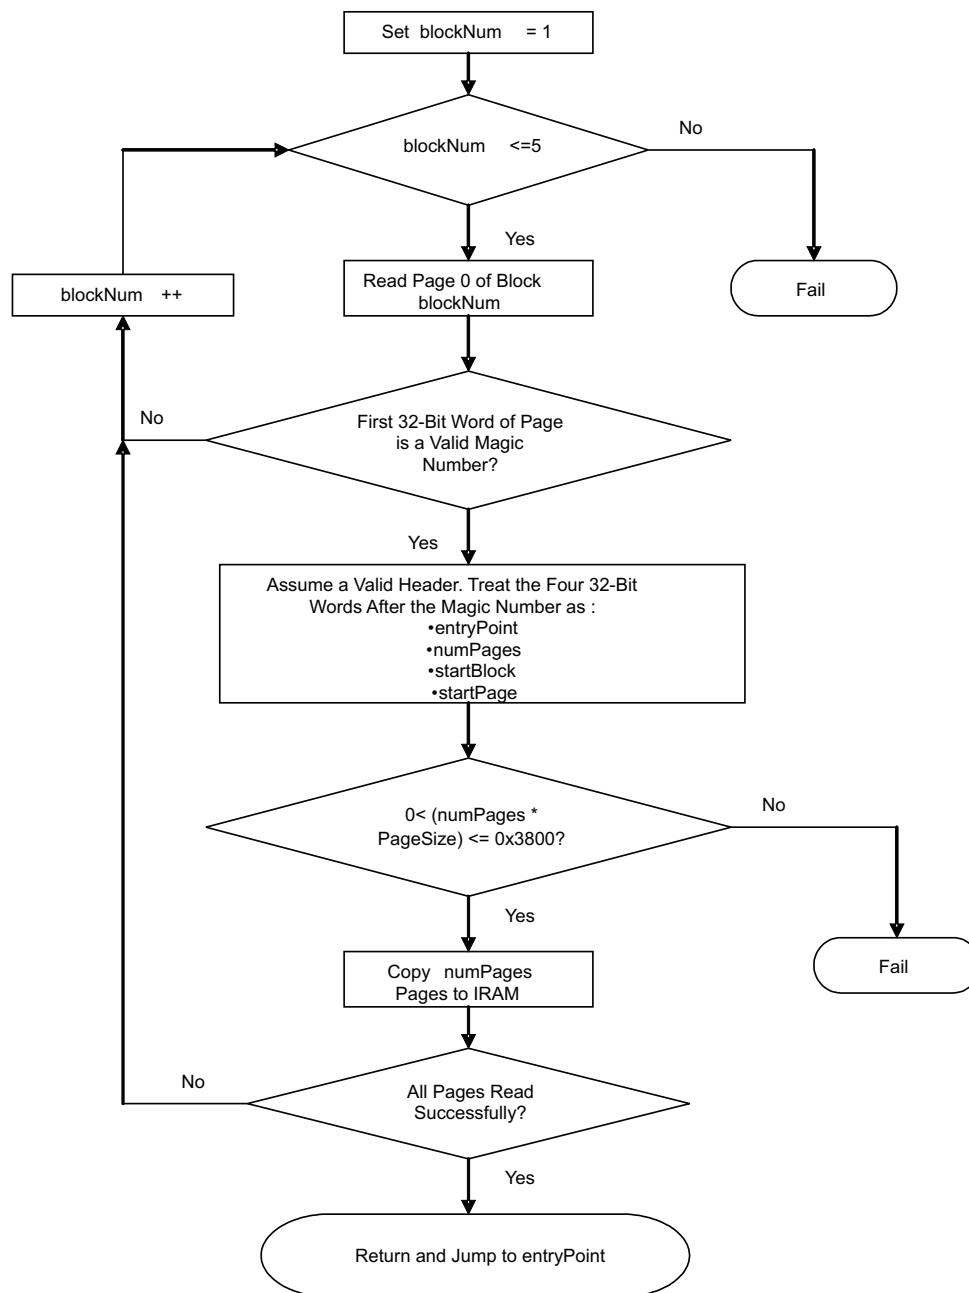 Set blockNum = 1
blockNum <=5
No
Yes
blockNum ++
Read Page 0 of Block
blockNum
Fail
No
First 32-Bit Word of Page
is a Valid Magic
Number?
Yes
Assume a Valid Header. Treat the Four 32-Bit
Words After the Magic Number as :
•entryPoint
•numPages
•startBlock
•startPage
0< (numPages *
PageSize) <= 0x3800?
No
Yes
Copy numPages
Pages to IRAM
Fail
No
All Pages Read
Successfully?
Yes
Return and Jump to entryPoint